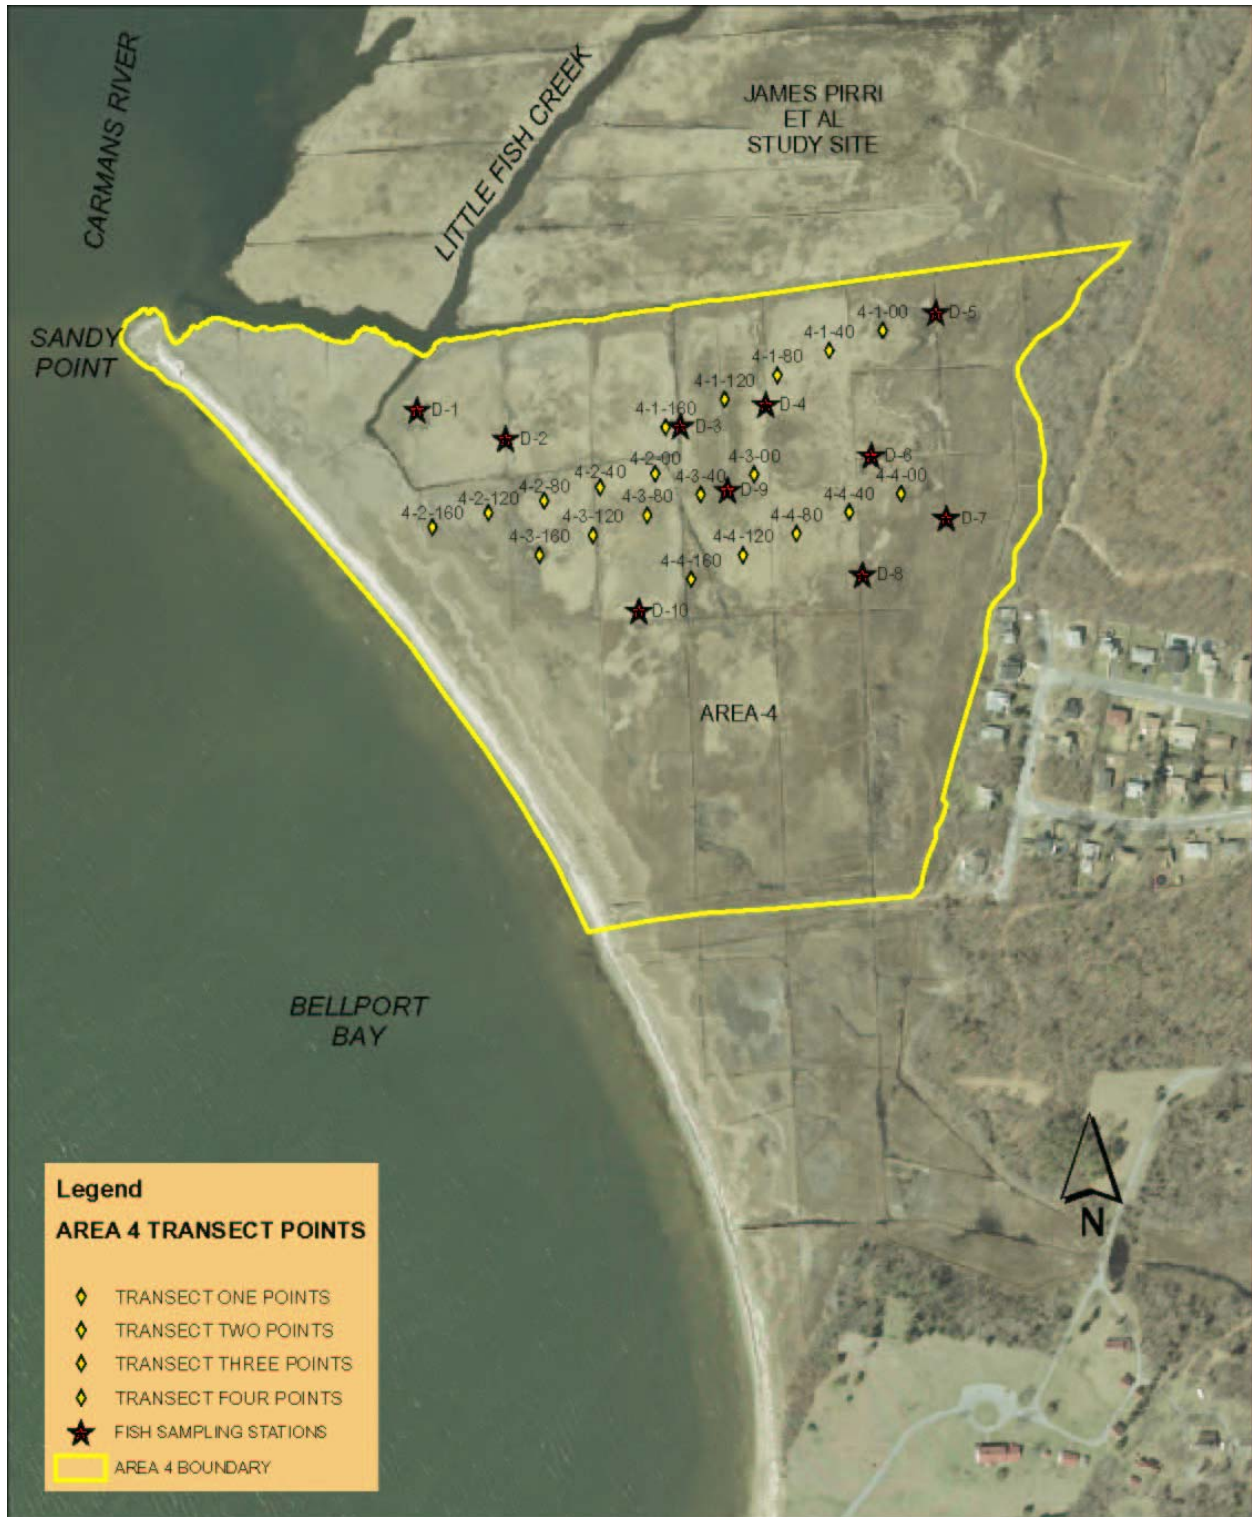 CARMANS RIVER
LITTLE FISH CREEK
JAMES PIRRI
ET AL
STUDY SITE
SANDY
POINT
4-1-00
D-5
4-1-40
4-1-80
4-1-120
D-4
4-1-160
D-3
D-1
D-2
D-6
4-2-00
4-3-00
4-2-40
4-3-40
D-9
4-4-00
4-2-80
4-3-80
4-4-40
4-2-120
4-2-160
4-3-120
4-4-80
D-7
4-3-160
4-4-120
4-4-160
D-8
D-10
AREA-4
BELLPORT
BAY
N
Legend
AREA 4 TRANSECT POINTS
TRANSECT ONE POINTS
TRANSECT TWO POINTS
TRANSECT THREE POINTS
TRANSECT FOUR POINTS
FISH SAMPLING STATIONS
AREA 4 BOUNDARY